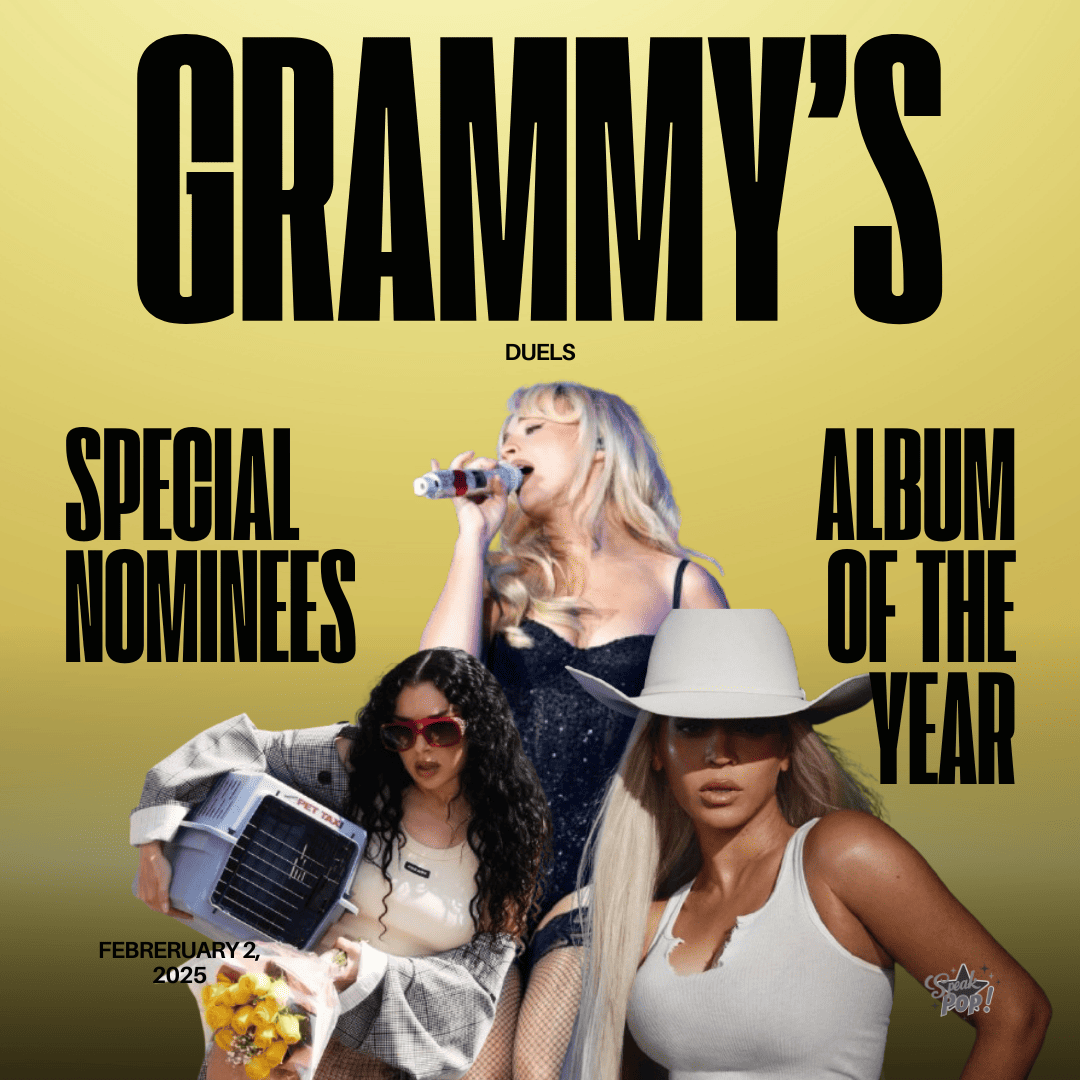 GRAMMY'S
DUELS
SPECIAL
NOMINEES
ALBUM
OF THE
YEAR
PET TAXI
FEBRERUARY 2,
2025
Speak
POP!